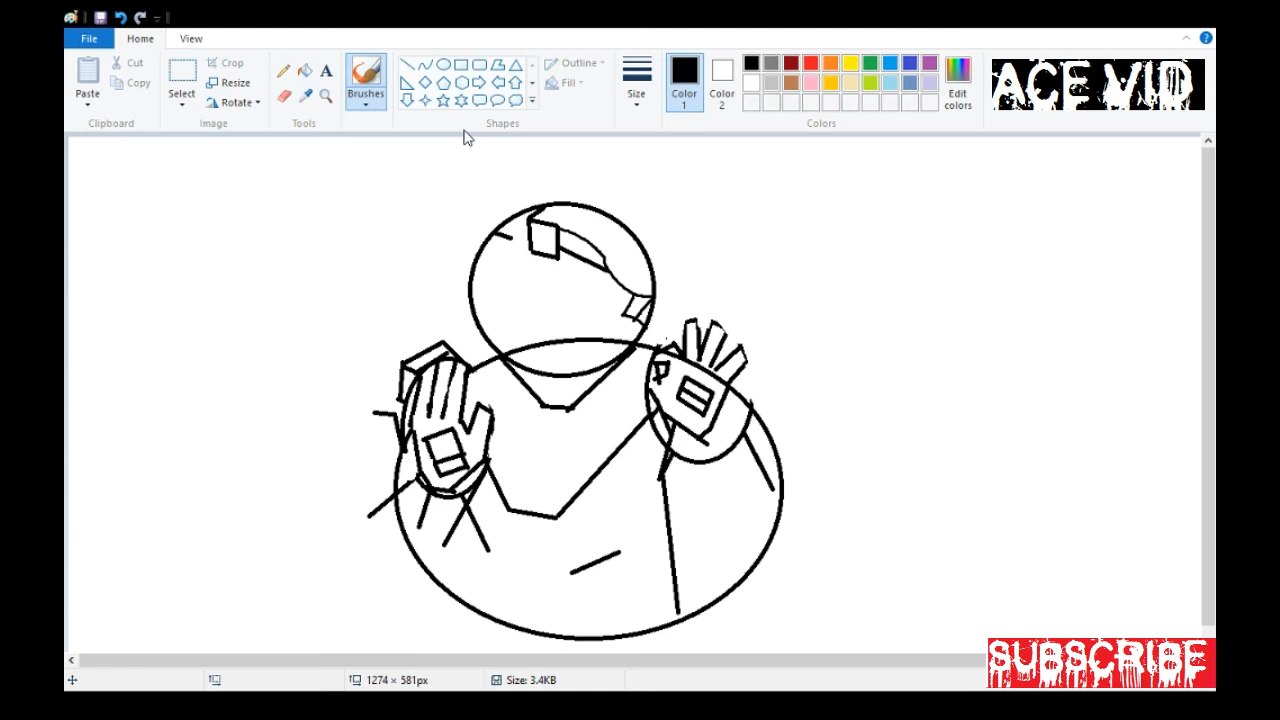 File Home View
Paste Cut Copy Clipboard
Select Crop Resize Rotate Image
A Tools
Brushes
Outline Fill Shapes
Size
Color 1
Color 2
Edit colors
Colors
ACE VID
1274 × 581px
Size: 3.4KB
SUBSCRIBE